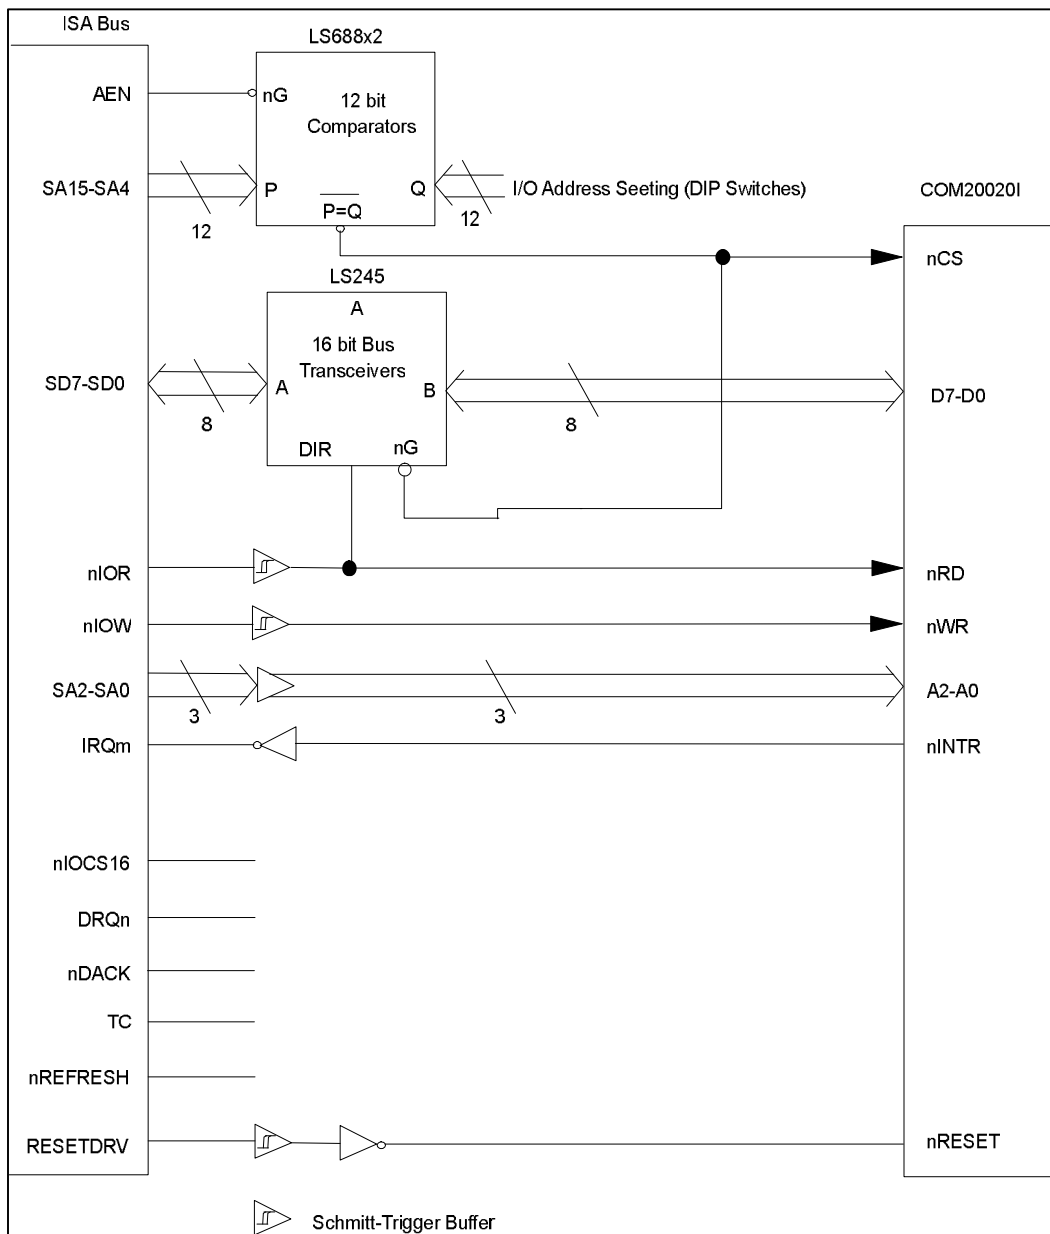 ISA Bus
LS688x2
AEN
nG
12 bit
Comparators
SA15-SA4
12
P
P=Q
Q
12
I/O Address Seeting (DIP Switches)
COM20020I
nCS
LS245
A
16 bit Bus
Transceivers
SD7-SD0
8
A
B
8
D7-D0
DIR
nG
nIOR
nRD
nIOW
nWR
SA2-SA0
3
3
A2-A0
IRQm
nINTR
nIOCS16
DRQn
nDACK
TC
nREFRESH
RESETDRV
nRESET
Schmitt-Trigger Buffer